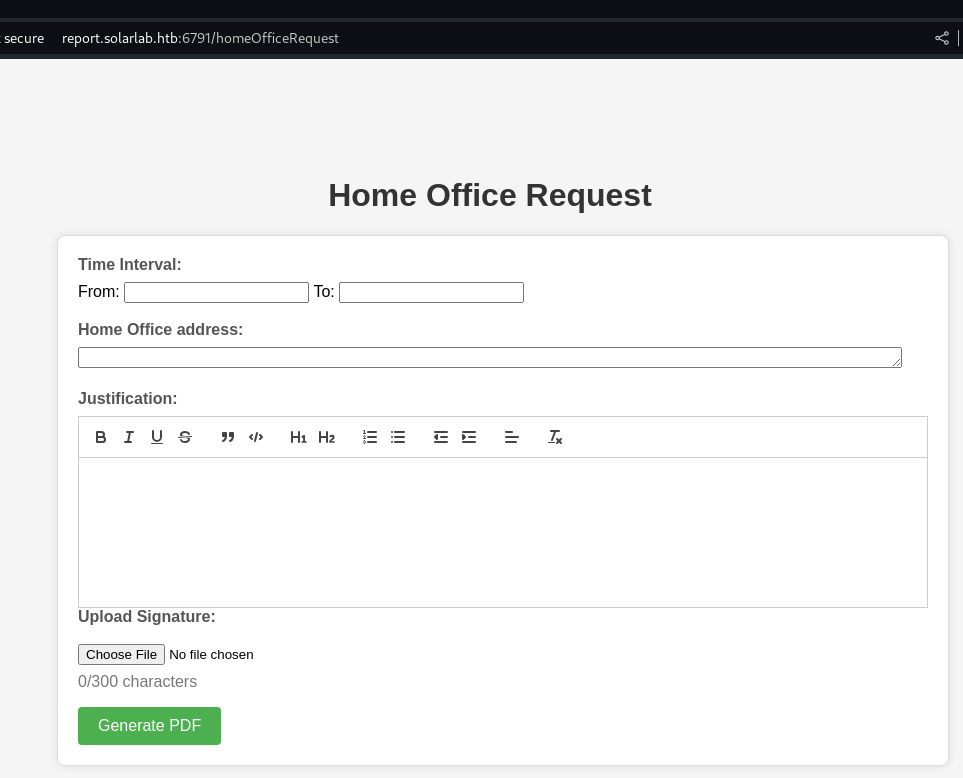 secure report.solarlab.htb:6791/homeOfficeRequest
Home Office Request
Time Interval:
From: To:
Home Office address:
Justification:
B I U S H1 H2
Upload Signature:
Choose File No file chosen
0/300 characters
Generate PDF